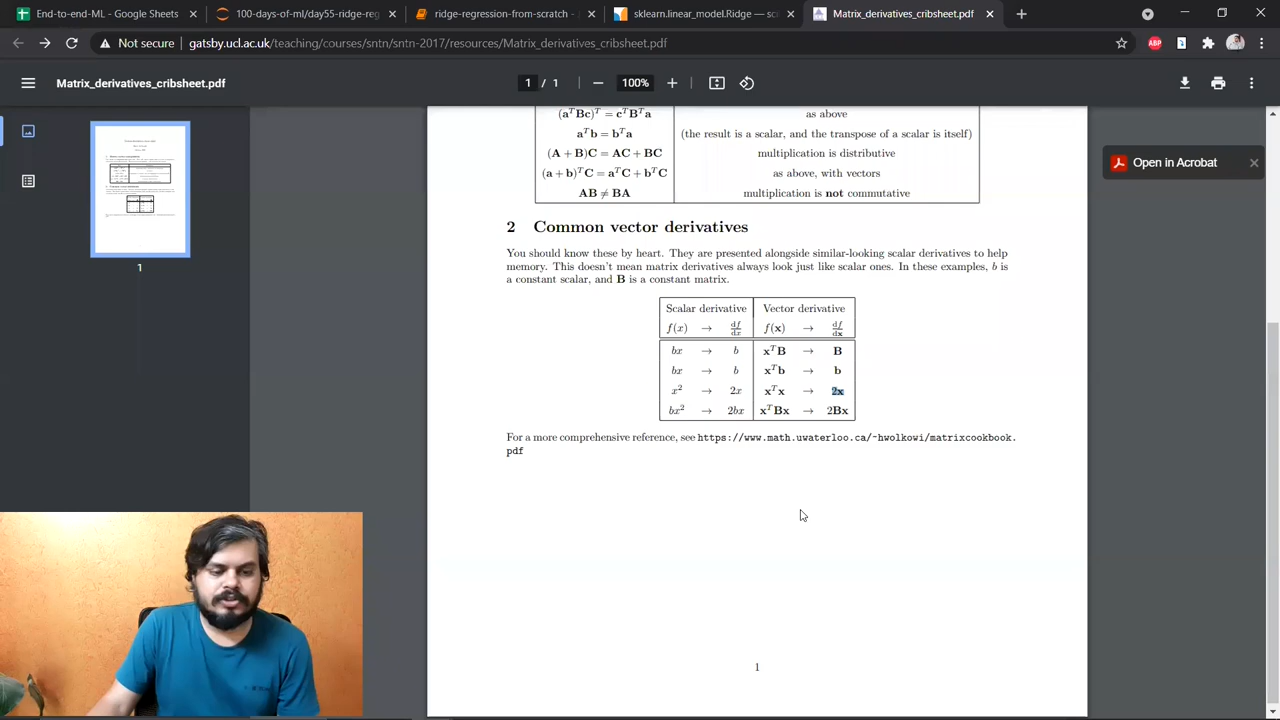 End-to-End-ML - Google Sheets
100-days-of-ml/day55-ridge-reg
ridge-regression-from-scratch -
sklearn.linear_model.Ridge — sci
Matrix_derivatives_cribsheet.pdf
Not secure | gatsby.ucl.ac.uk/teaching/courses/sntn/sntn-2017/resources/Matrix_derivatives_cribsheet.pdf
ABP
Matrix_derivatives_cribsheet.pdf
1 / 1
100%
Open in Acrobat
(aᵀBc)ᵀ = cᵀBᵀa as above
aᵀb = bᵀa (the result is a scalar, and the transpose of a scalar is itself)
(A + B)C = AC + BC multiplication is distributive
(a + b)ᵀC = aᵀC + bᵀC as above, with vectors
AB ≠ BA multiplication is not commutative
2 Common vector derivatives
You should know these by heart. They are presented alongside similar-looking scalar derivatives to help
memory. This doesn't mean matrix derivatives always look just like scalar ones. In these examples, b is
a constant scalar, and B is a constant matrix.
Scalar derivative Vector derivative
f(x) → df/dx f(x) → df/dx
bx → b xᵀB → B
bx → b xᵀb → b
x² → 2x xᵀx → 2x
bx² → 2bx xᵀBx → 2Bx
For a more comprehensive reference, see https://www.math.uwaterloo.ca/~hwolkowi/matrixcookbook.
pdf
1
1